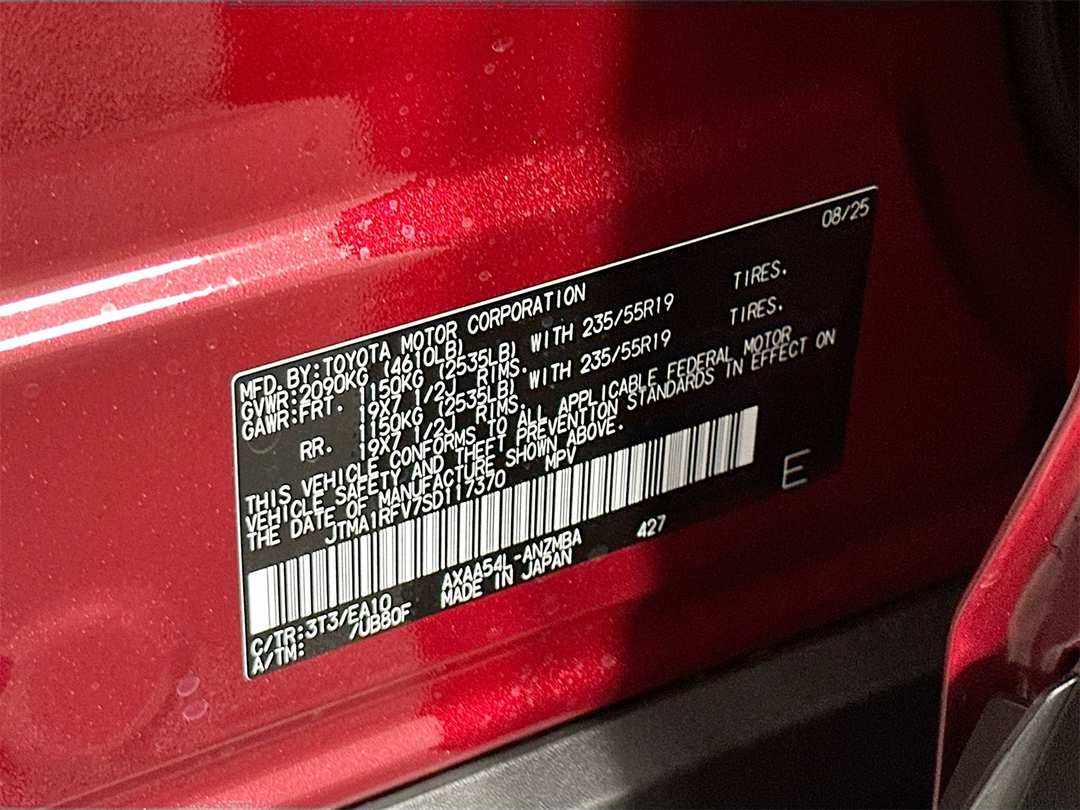 08/25
MFD.BY:TOYOTA MOTOR CORPORATION
GVWR:2090KG (4610LB)
GAWR:FRT. 1150KG (2535LB) WITH 235/55R19 TIRES.
19X7 1/2J RIMS.
RR. 1150KG (2535LB) WITH 235/55R19 TIRES.
19X7 1/2J RIMS.
THIS VEHICLE CONFORMS TO ALL APPLICABLE FEDERAL MOTOR
VEHICLE SAFETY AND THEFT PREVENTION STANDARDS IN EFFECT ON
THE DATE OF MANUFACTURE SHOWN ABOVE.
JTMA1RFV7SD117370 MPV
E
C/TR:3T3/EA10 AXAA54L-ANZMBA 427
A/TM: /UB80F MADE IN JAPAN